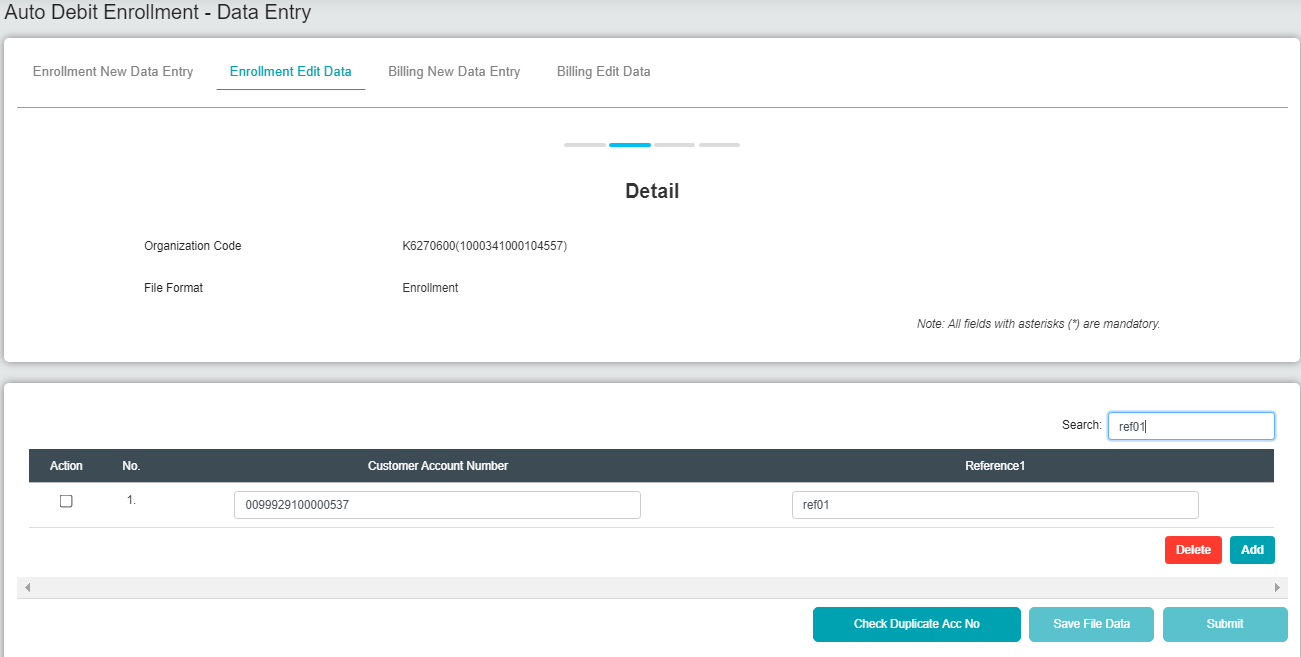 Auto Debit Enrollment - Data Entry
Enrollment New Data Entry Enrollment Edit Data Billing New Data Entry Billing Edit Data
Detail
Organization Code K6270600(1000341000104557)
File Format Enrollment
Note: All fields with asterisks (*) are mandatory.
Search: ref01
Action No. Customer Account Number Reference1
1. 0099929100000537 ref01
Delete Add
Check Duplicate Acc No Save File Data Submit